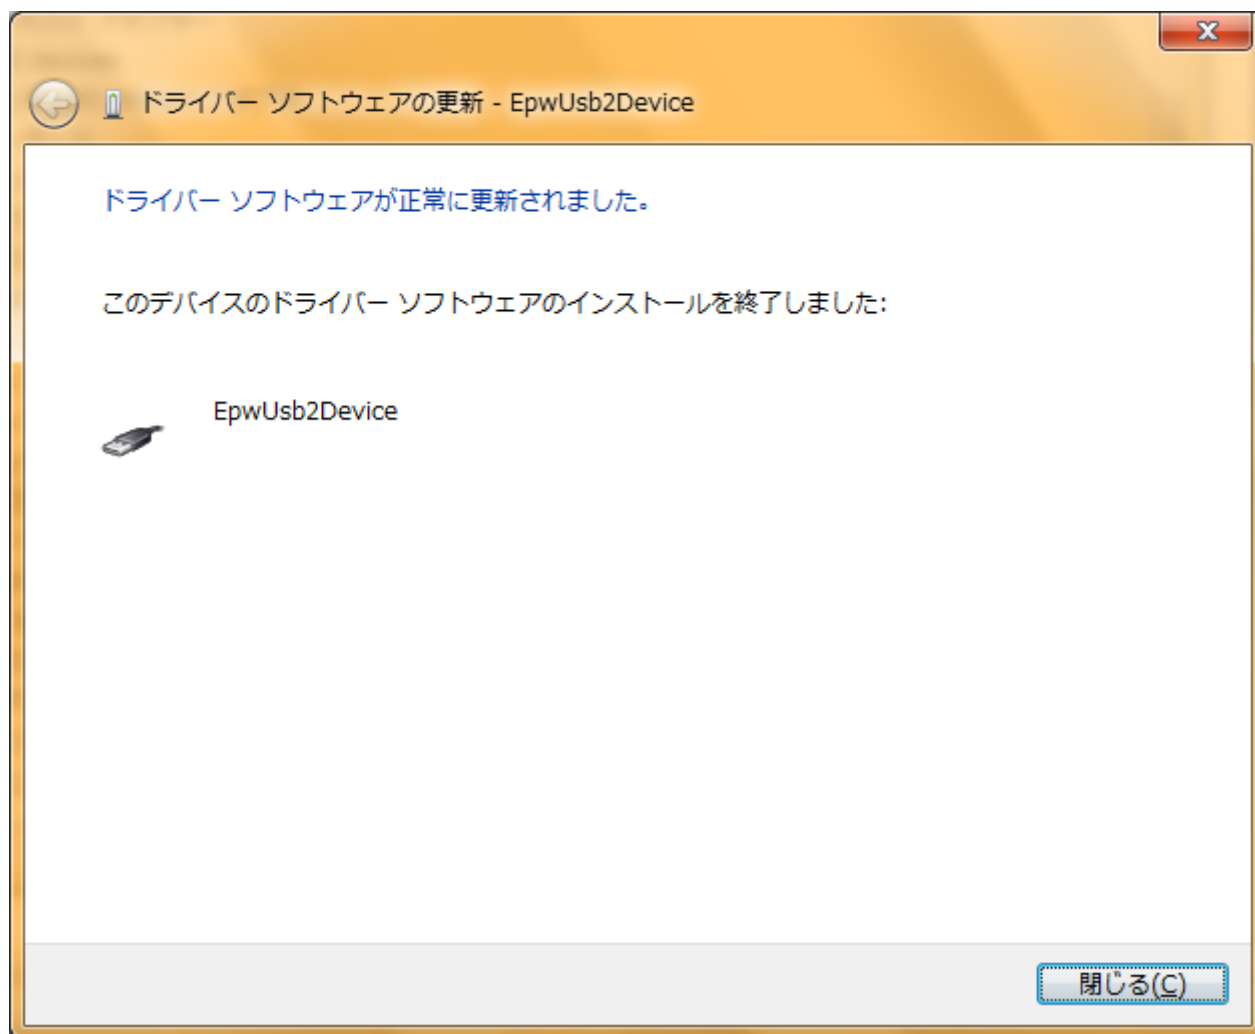 ドライバー ソフトウェアの更新 - EpwUsb2Device
ドライバー ソフトウェアが正常に更新されました。
このデバイスのドライバー ソフトウェアのインストールを終了しました:
EpwUsb2Device
閉じる(C)